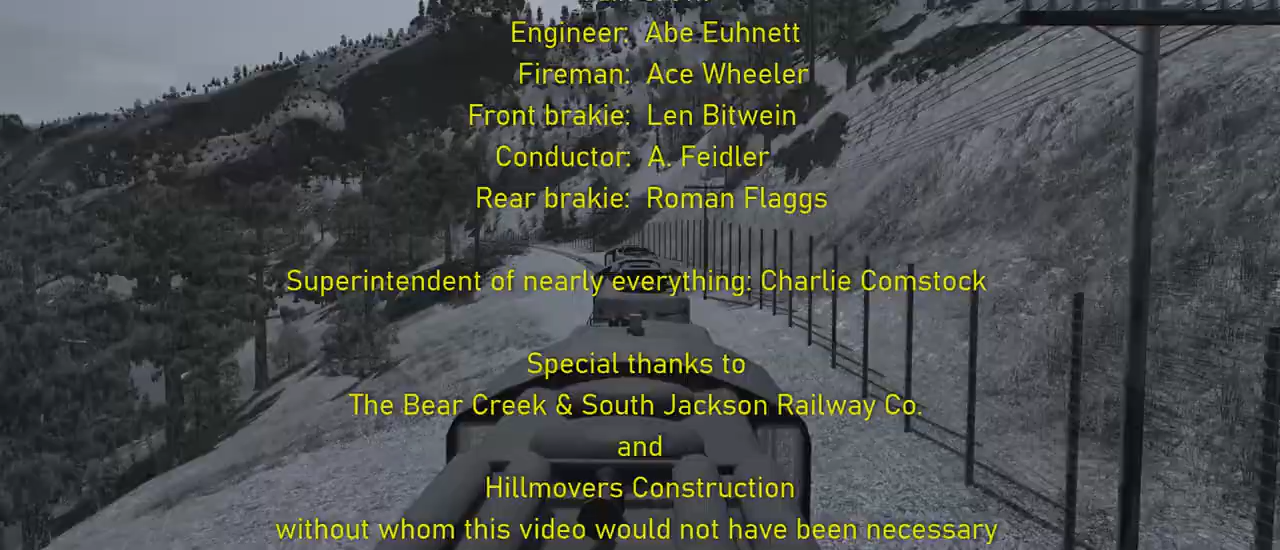 Engineer: Abe Euhnett
Fireman: Ace Wheeler
Front brakie: Len Bitwein
Conductor: A. Feidler
Rear brakie: Roman Flaggs
Superintendent of nearly everything: Charlie Comstock
Special thanks to
The Bear Creek & South Jackson Railway Co.
and
Hillmovers Construction
without whom this video would not have been necessary